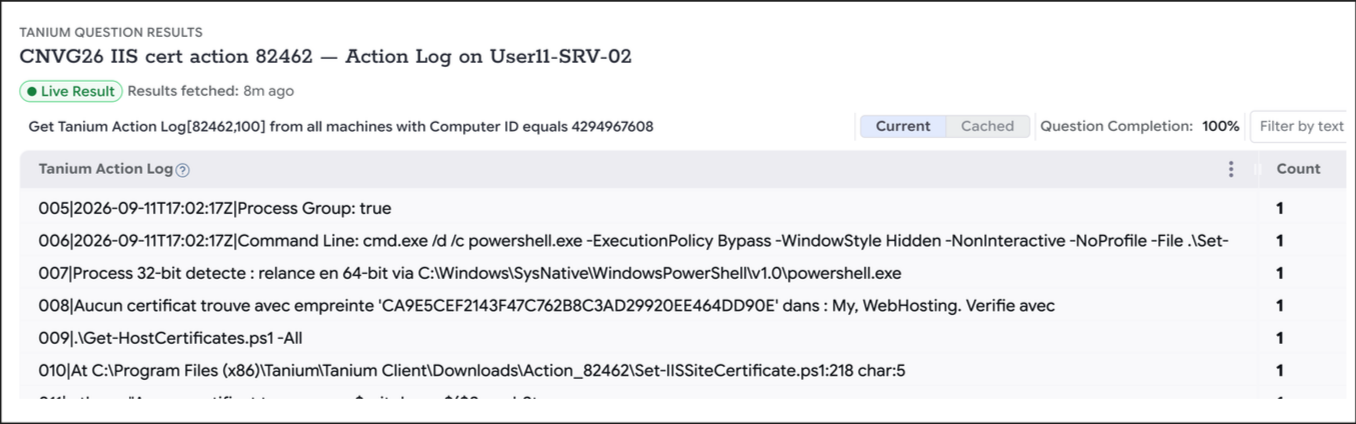 TANIUM QUESTION RESULTS
CNVG26 IIS cert action 82462 — Action Log on User11-SRV-02
Live Result Results fetched: 8m ago
Get Tanium Action Log[82462,100] from all machines with Computer ID equals 4294967608 Current Cached Question Completion: 100% Filter by text
Tanium Action Log ? Count
005|2026-09-11T17:02:17Z|Process Group: true 1
006|2026-09-11T17:02:17Z|Command Line: cmd.exe /d /c powershell.exe -ExecutionPolicy Bypass -WindowStyle Hidden -NonInteractive -NoProfile -File .\Set- 1
007|Process 32-bit detecte : relance en 64-bit via C:\Windows\SysNative\WindowsPowerShell\v1.0\powershell.exe 1
008|Aucun certificat trouve avec empreinte 'CA9E5CEF2143F47C762B8C3AD29920EE464DD90E' dans : My, WebHosting. Verifie avec 1
009|.\Get-HostCertificates.ps1 -All 1
010|At C:\Program Files (x86)\Tanium\Tanium Client\Downloads\Action_82462\Set-IISSiteCertificate.ps1:218 char:5 1